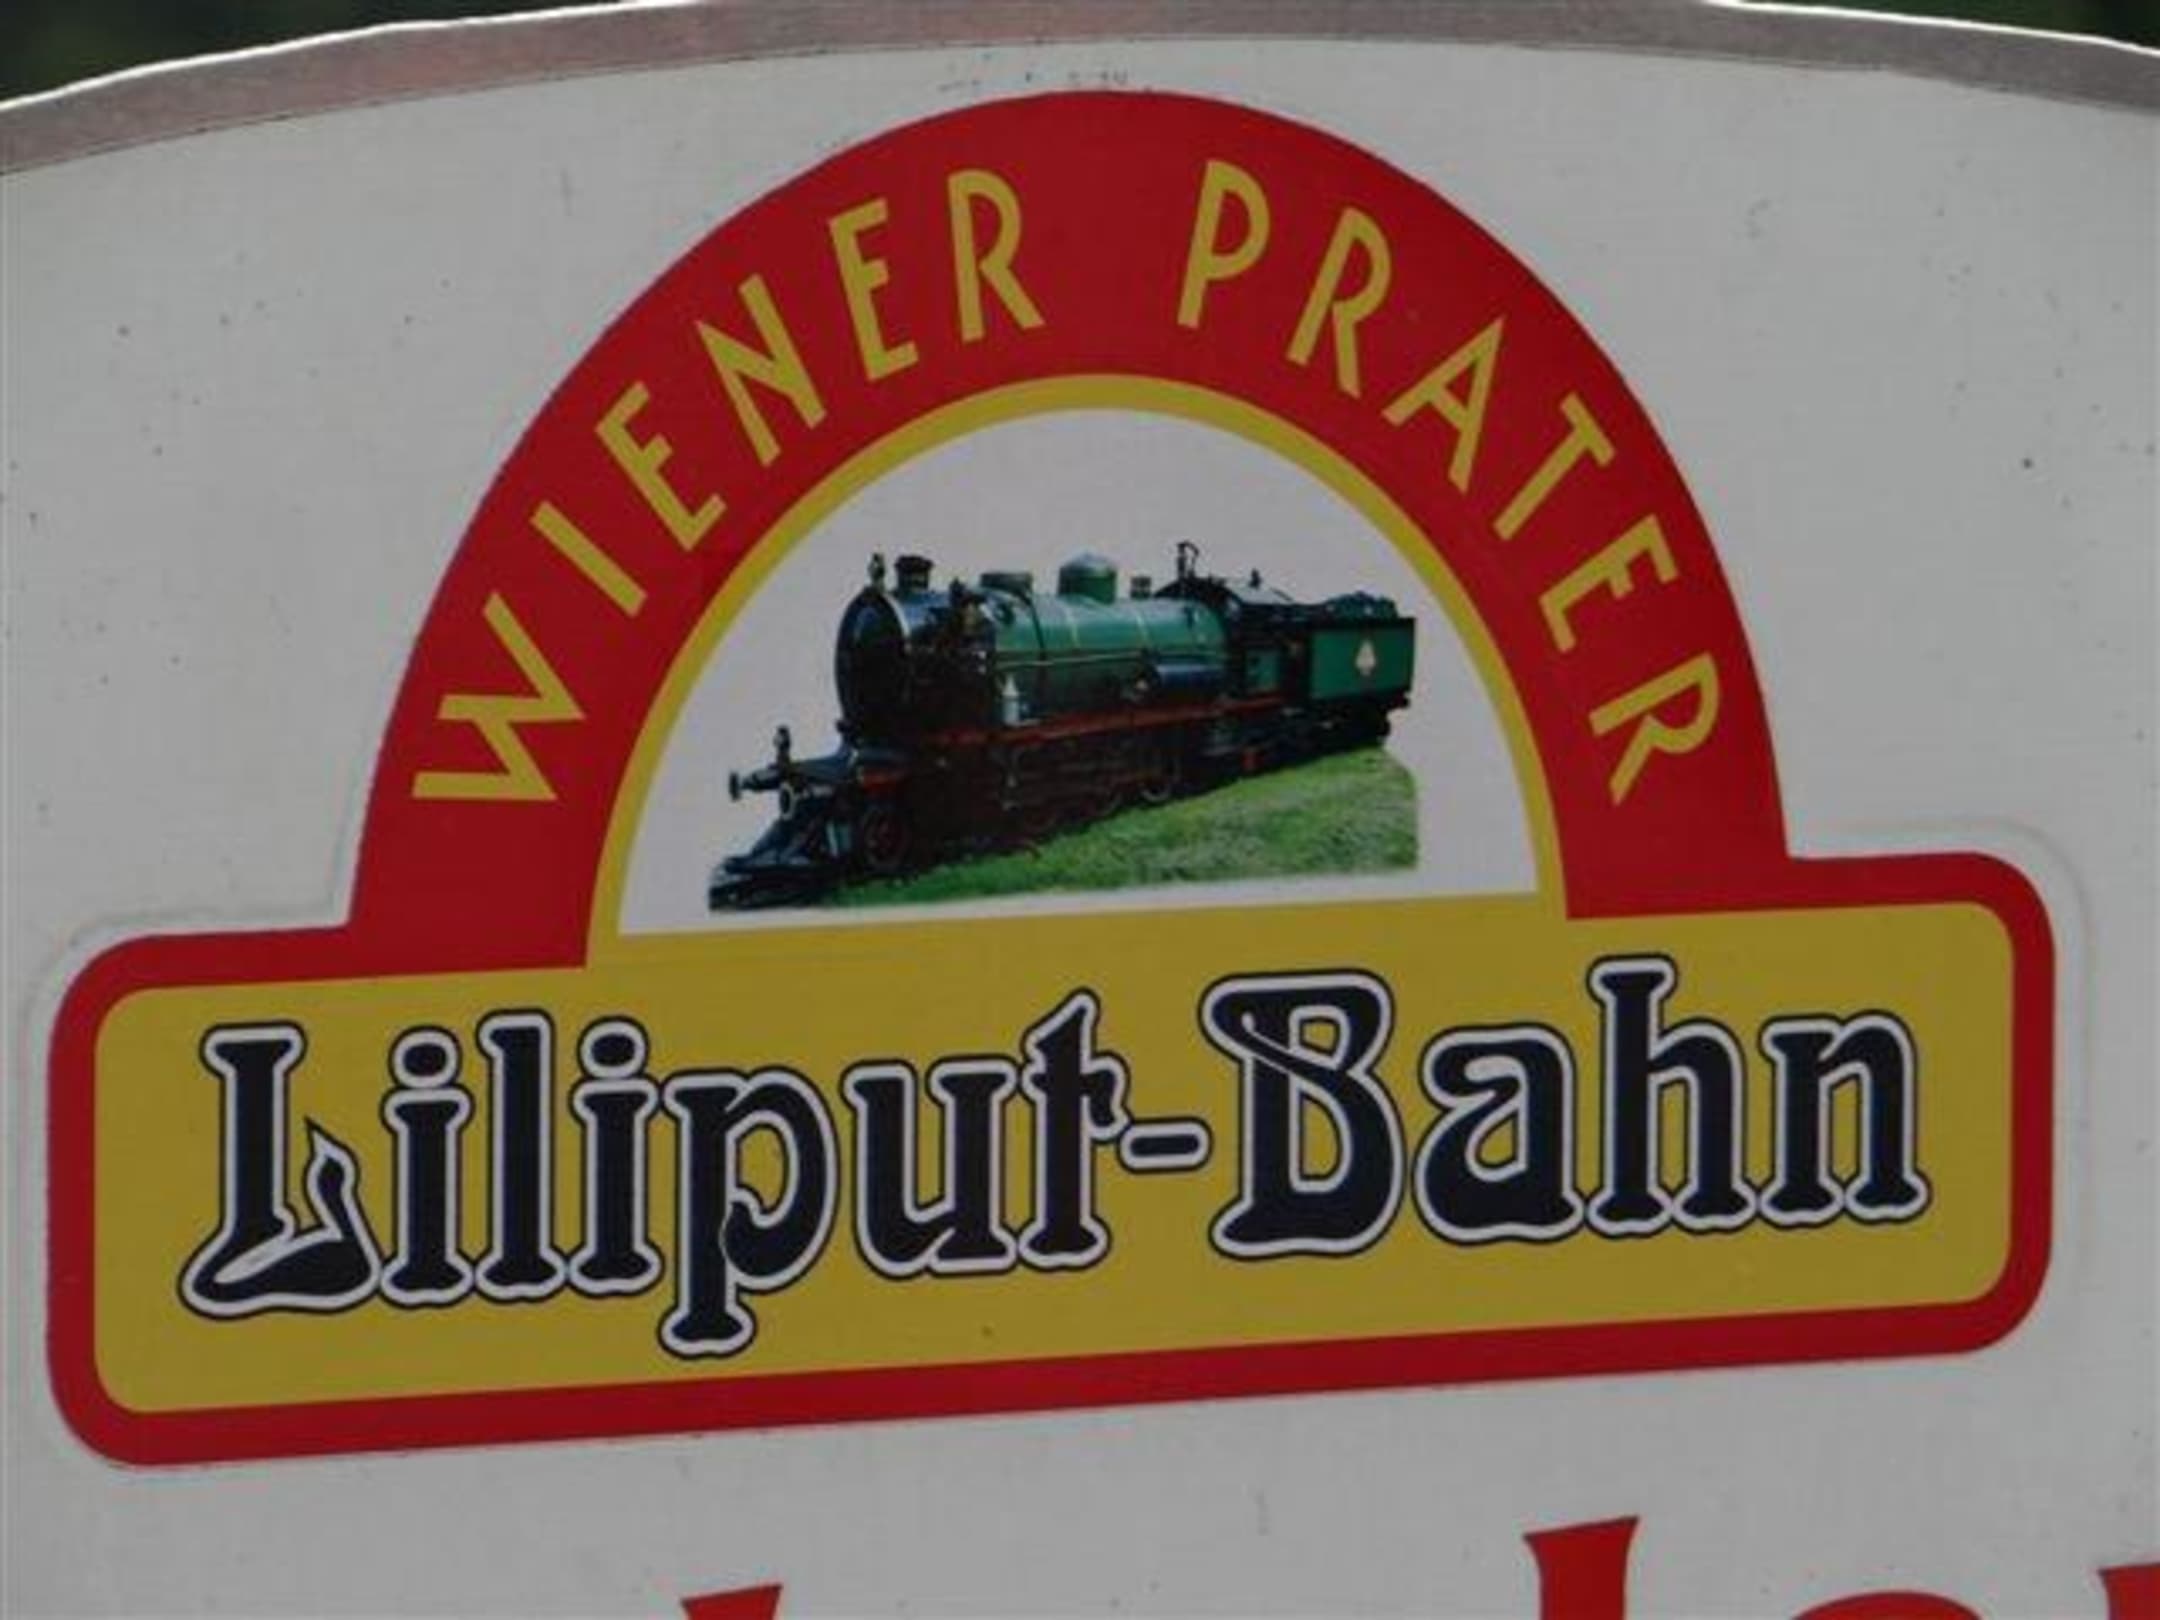 WIENER PRATER
Liliput-Bahn